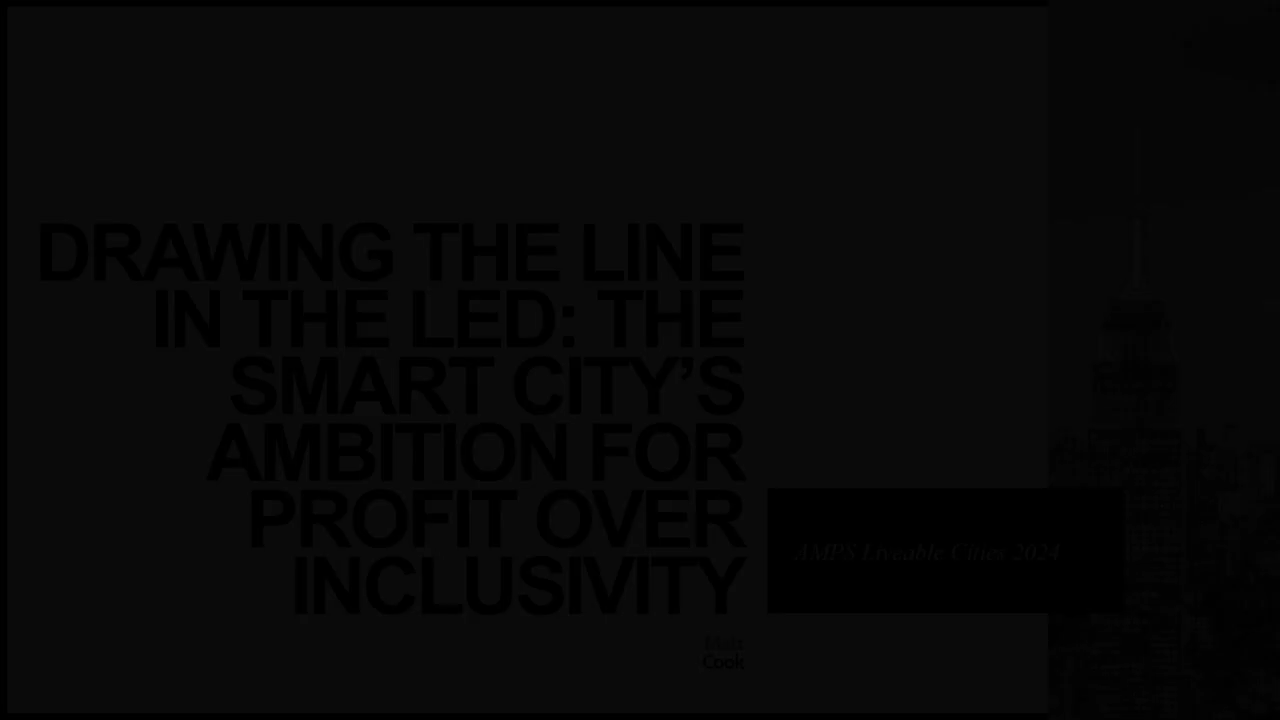 DRAWING THE LINE
IN THE LED: THE
SMART CITY’S
AMBITION FOR
PROFIT OVER
INCLUSIVITY
AMPS Liveable Cities 2024
Matt
Cook